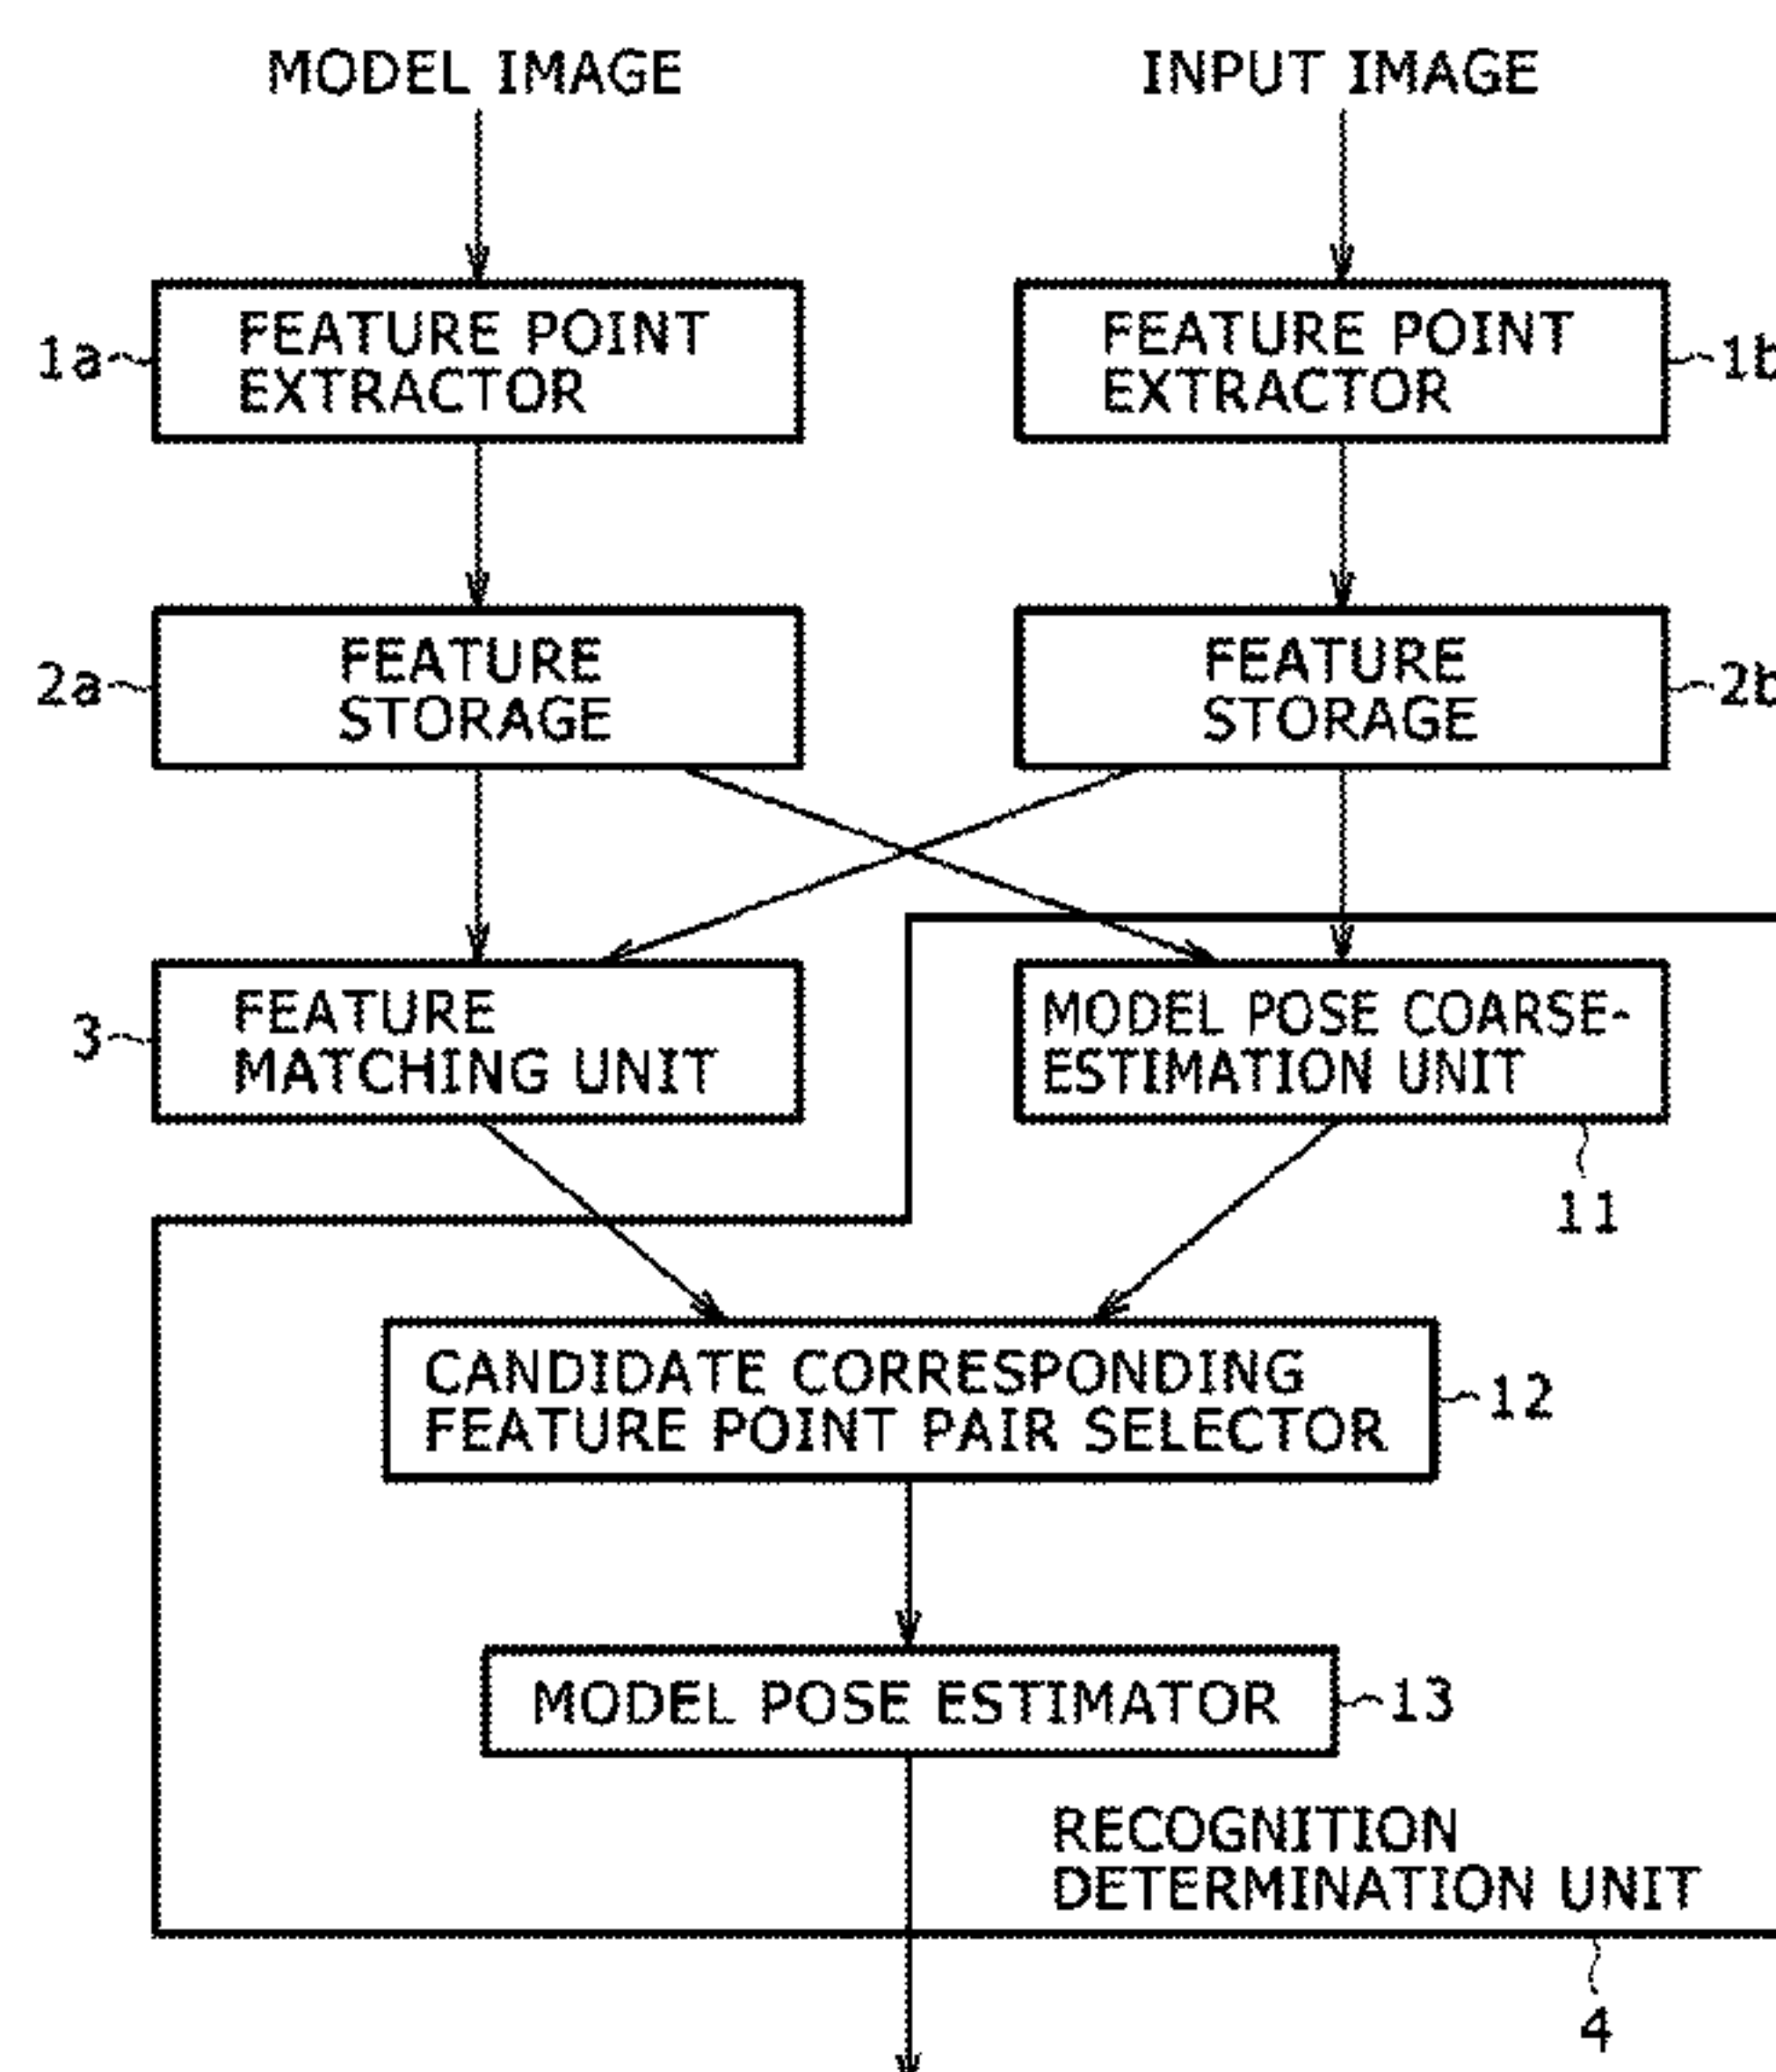 MODEL IMAGE
INPUT IMAGE
1a
FEATURE POINT
EXTRACTOR
FEATURE POINT
EXTRACTOR
1b
2a
FEATURE
STORAGE
FEATURE
STORAGE
2b
3
FEATURE
MATCHING UNIT
MODEL POSE COARSE-
ESTIMATION UNIT
11
CANDIDATE CORRESPONDING
FEATURE POINT PAIR SELECTOR
12
MODEL POSE ESTIMATOR
13
RECOGNITION
DETERMINATION UNIT
4